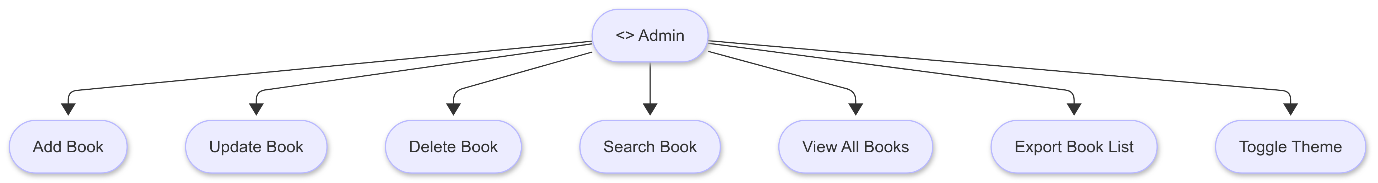 <> Admin
Add Book
Update Book
Delete Book
Search Book
View All Books
Export Book List
Toggle Theme